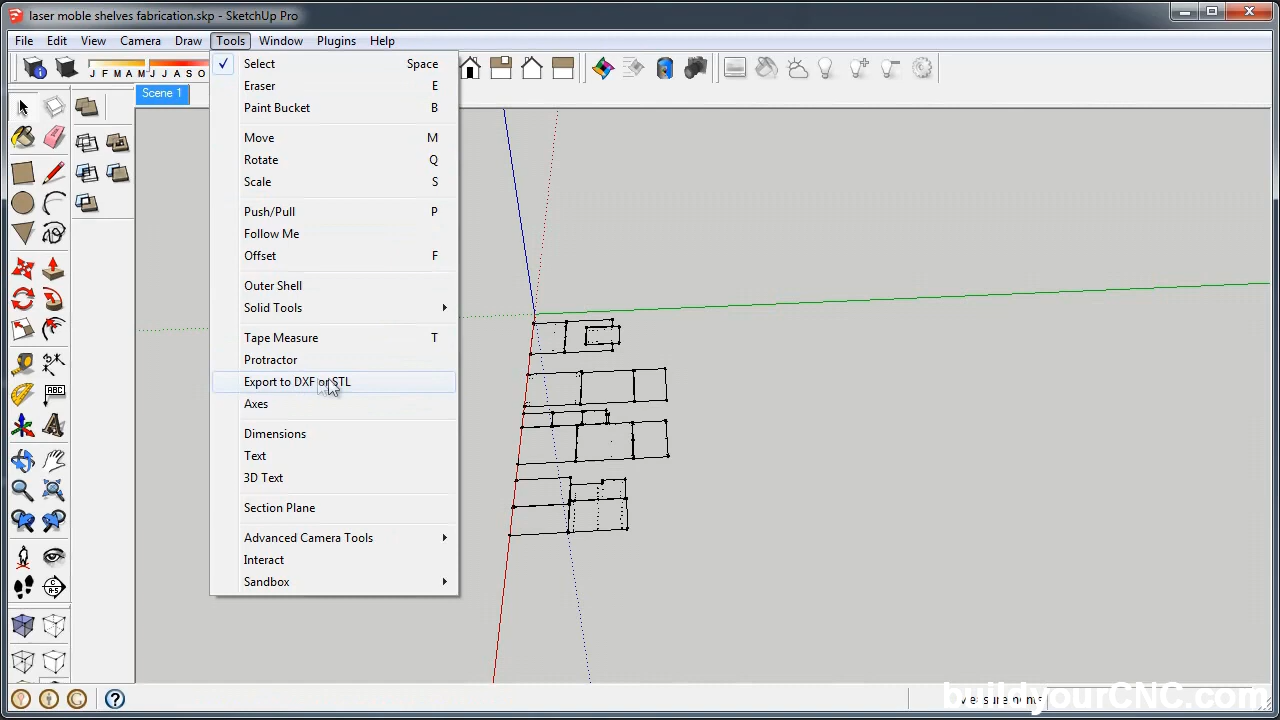 laser moble shelves fabrication.skp - SketchUp Pro
File Edit View Camera Draw Tools Window Plugins Help
J F M A M J J A S O
Scene 1
Select Space
Eraser E
Paint Bucket B
Move M
Rotate Q
Scale S
Push/Pull P
Follow Me
Offset F
Outer Shell
Solid Tools
Tape Measure T
Protractor
Export to DXF or STL
Axes
Dimensions
Text
3D Text
Section Plane
Advanced Camera Tools
Interact
Sandbox
ABC
Measurements
buildyourCNC.com